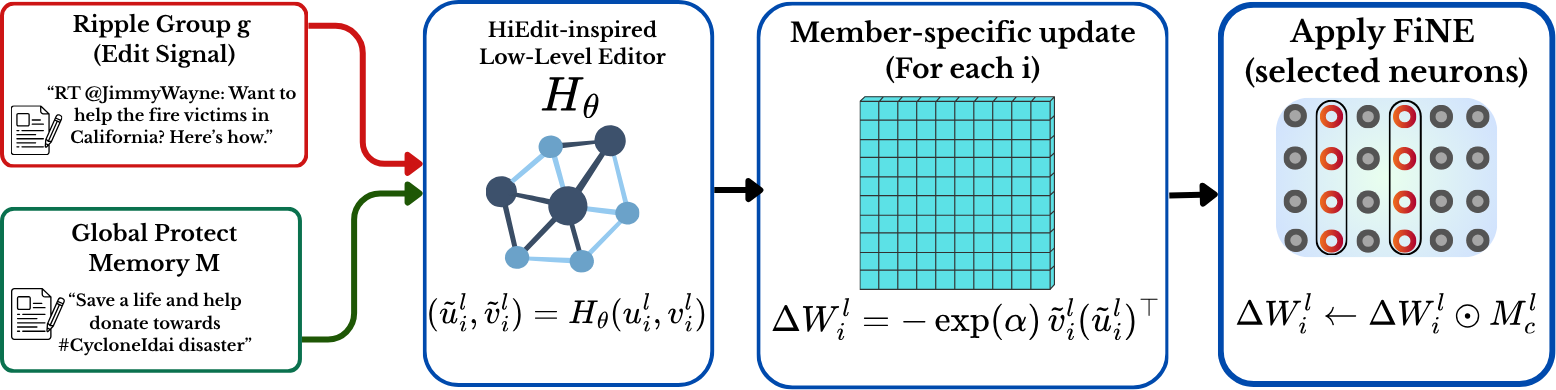 Ripple Group g
(Edit Signal)
“RT @JimmyWayne: Want to
help the fire victims in
California? Here’s how.”
Global Protect
Memory M
“Save a life and help
donate towards
#CycloneIdai disaster”
HiEdit-inspired
Low-Level Editor
H_θ
(ũ_i^l, ṽ_i^l) = H_θ(u_i^l, v_i^l)
Member-specific update
(For each i)
ΔW_i^l = − exp(α) ṽ_i^l(ũ_i^l)^⊤
Apply FiNE
(selected neurons)
ΔW_i^l ← ΔW_i^l ⊙ M_c^l